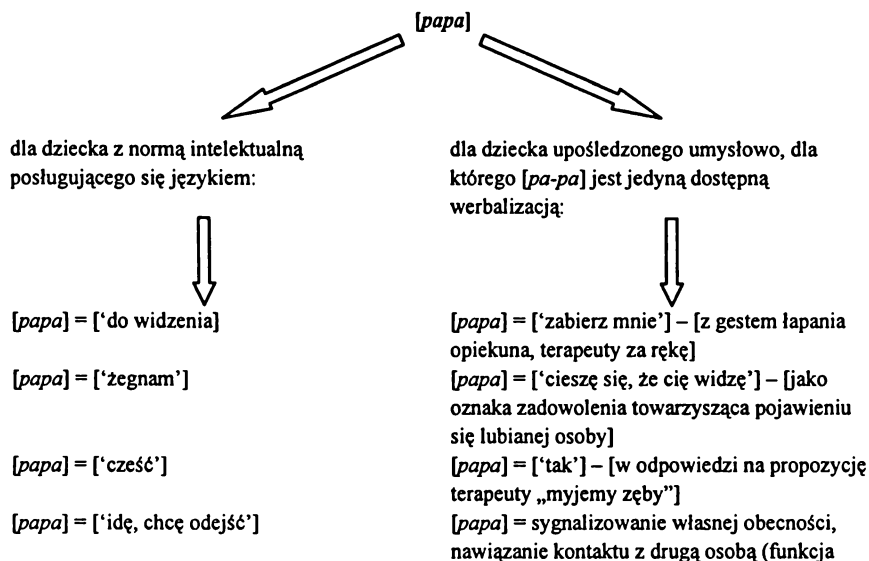 [papa]
dla dziecka z normą intelektualną
posługującego się językiem:
dla dziecka upośledzonego umysłowo, dla
którego [pa-pa] jest jedyną dostępną
werbalizacją:
[papa] = [‘do widzenia]
[papa] = [‘żegnam’]
[papa] = [‘cześć’]
[papa] = [‘idę, chcę odejść’]
[papa] = [‘zabierz mnie’] – [z gestem łapania
opiekuna, terapeuty za rękę]
[papa] = [‘cieszę się, że cię widzę’] – [jako
oznaka zadowolenia towarzysząca pojawieniu
się lubianej osoby]
[papa] = [‘tak’] – [w odpowiedzi na propozycję
terapeuty „myjemy zęby”]
[papa] = sygnalizowanie własnej obecności,
nawiązanie kontaktu z drugą osobą (funkcja